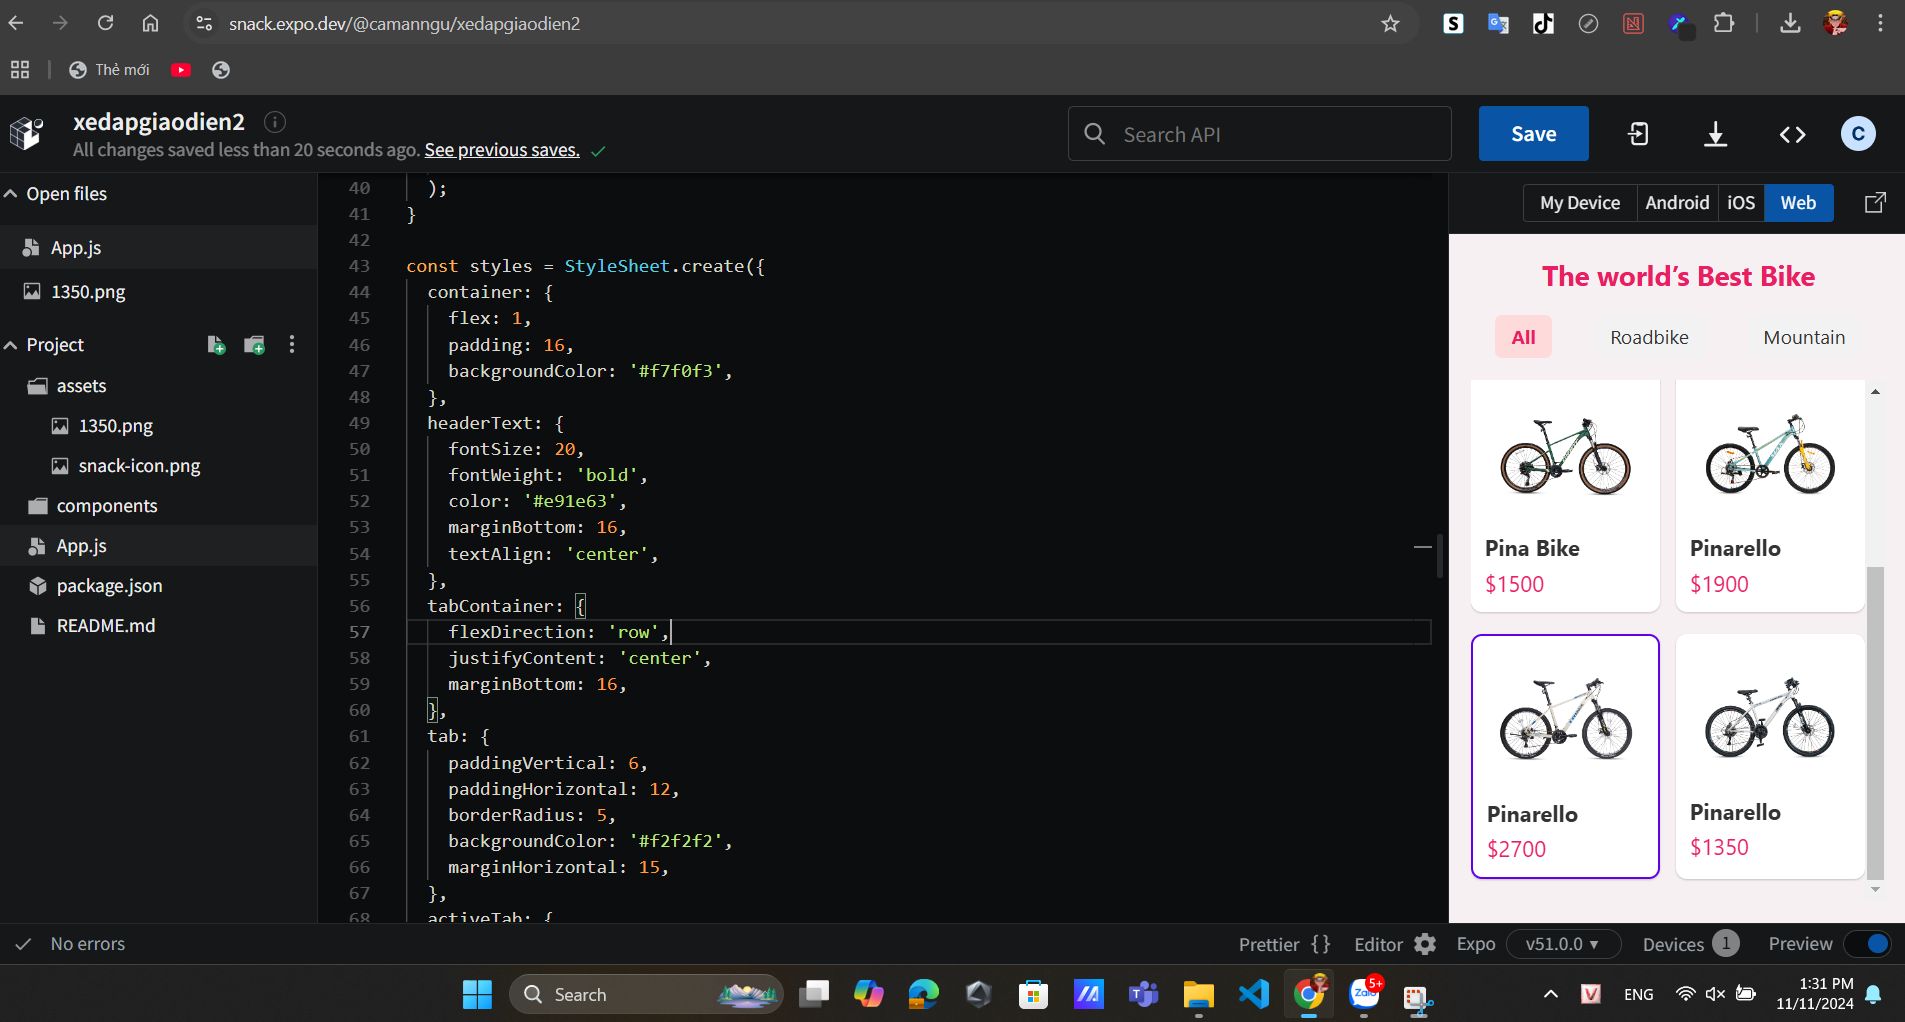 snack.expo.dev/@camanngu/xedapgiaodien2
Thẻ mới
xedapgiaodien2
All changes saved less than 20 seconds ago. See previous saves.
Search API
Save
C
Open files
App.js
1350.png
Project
assets
1350.png
snack-icon.png
components
App.js
package.json
README.md
40 );
41 }
42
43 const styles = StyleSheet.create({
44 container: {
45 flex: 1,
46 padding: 16,
47 backgroundColor: '#f7f0f3',
48 },
49 headerText: {
50 fontSize: 20,
51 fontWeight: 'bold',
52 color: '#e91e63',
53 marginBottom: 16,
54 textAlign: 'center',
55 },
56 tabContainer: {
57 flexDirection: 'row',
58 justifyContent: 'center',
59 marginBottom: 16,
60 },
61 tab: {
62 paddingVertical: 6,
63 paddingHorizontal: 12,
64 borderRadius: 5,
65 backgroundColor: '#f2f2f2',
66 marginHorizontal: 15,
67 },
68 activeTab: {
My Device Android iOS Web
The world’s Best Bike
All Roadbike Mountain
Pina Bike
$1500
Pinarello
$1900
Pinarello
$2700
Pinarello
$1350
No errors
Prettier {} Editor Expo v51.0.0 Devices 1 Preview
Search
Zalo
5+
ENG
1:31 PM
11/11/2024